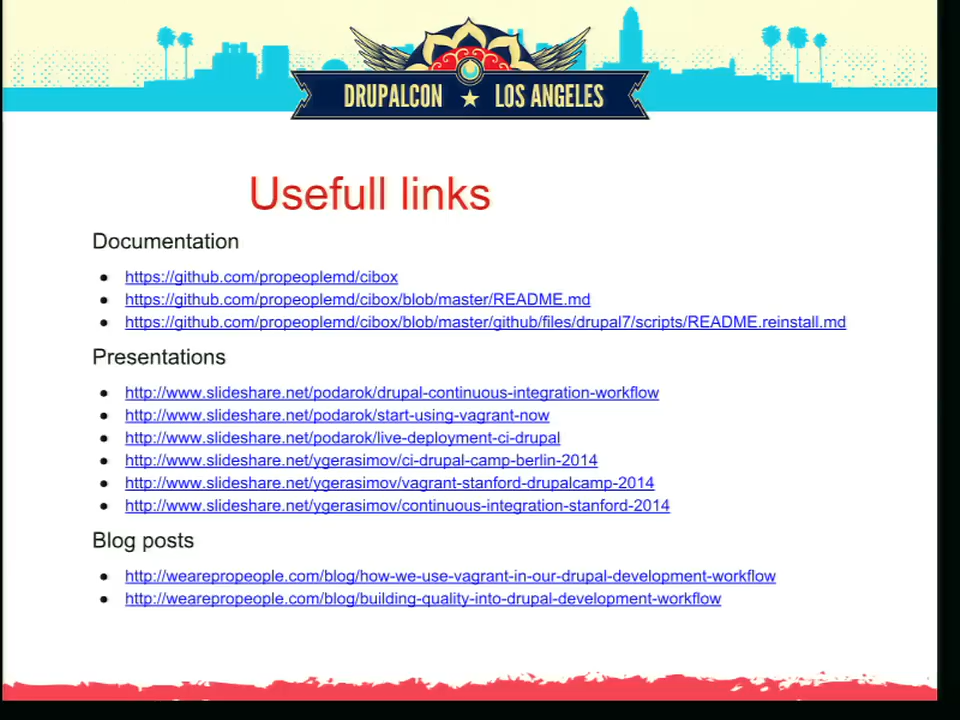 DRUPALCON ★ LOS ANGELES
Usefull links
Documentation
● https://github.com/propeoplemd/cibox
● https://github.com/propeoplemd/cibox/blob/master/README.md
● https://github.com/propeoplemd/cibox/blob/master/github/files/drupal7/scripts/README.reinstall.md
Presentations
● http://www.slideshare.net/podarok/drupal-continuous-integration-workflow
● http://www.slideshare.net/podarok/start-using-vagrant-now
● http://www.slideshare.net/podarok/live-deployment-ci-drupal
● http://www.slideshare.net/ygerasimov/ci-drupal-camp-berlin-2014
● http://www.slideshare.net/ygerasimov/vagrant-stanford-drupalcamp-2014
● http://www.slideshare.net/ygerasimov/continuous-integration-stanford-2014
Blog posts
● http://wearepropeople.com/blog/how-we-use-vagrant-in-our-drupal-development-workflow
● http://wearepropeople.com/blog/building-quality-into-drupal-development-workflow